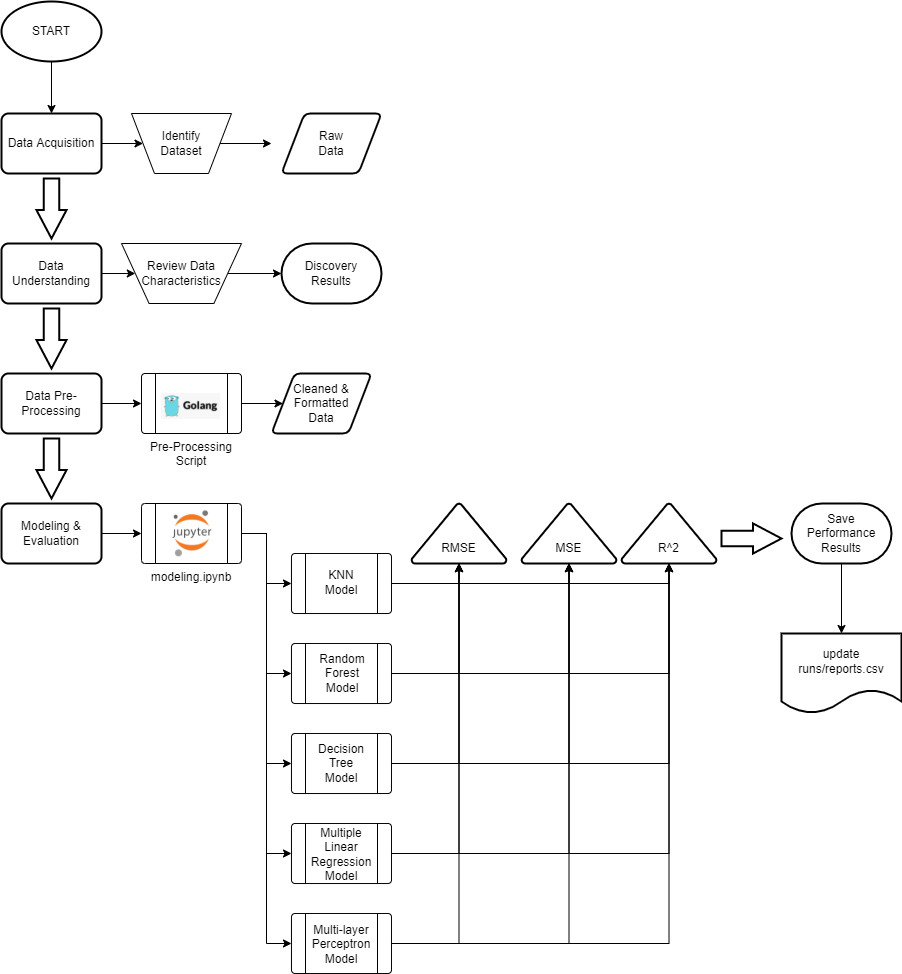 START
Data Acquisition
Identify
Dataset
Raw
Data
Data
Understanding
Review Data
Characteristics
Discovery
Results
Data Pre-
Processing
Golang
Pre-Processing
Script
Cleaned &
Formatted
Data
Modeling &
Evaluation
jupyter
modeling.ipynb
KNN
Model
Random
Forest
Model
Decision
Tree
Model
Multiple
Linear
Regression
Model
Multi-layer
Perceptron
Model
RMSE
MSE
R^2
Save
Performance
Results
update
runs/reports.csv